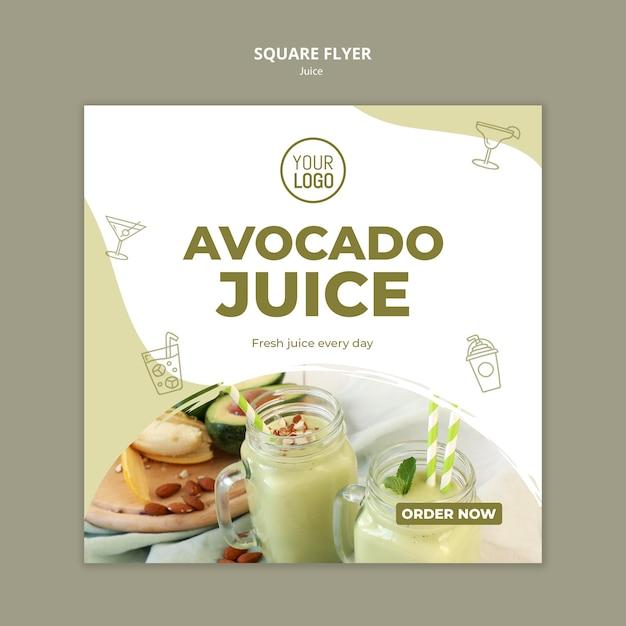 SQUARE FLYER
Juice
YOUR
LOGO
AVOCADO
JUICE
Fresh juice every day
ORDER NOW